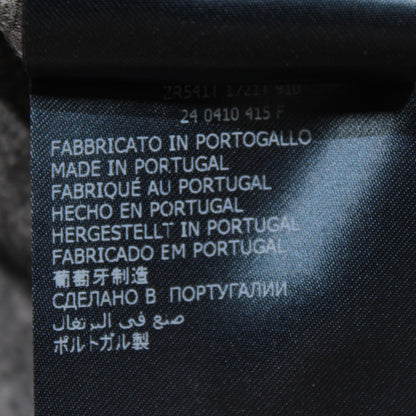 24 0410 415 F
FABBRICATO IN PORTOGALLO
MADE IN PORTUGAL
FABRIQUÉ AU PORTUGAL
HECHO EN PORTUGAL
HERGESTELLT IN PORTUGAL
FABRICADO EM PORTUGAL
葡萄牙制造
СДЕЛАНО В ПОРТУГАЛИИ
صنع في البرتغال
ポルトガル製